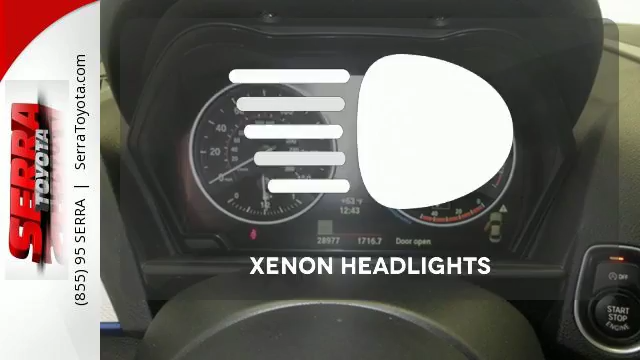 SERRA
TOYOTA
(855) 95 SERRA | SerraToyota.com
+63 °F
12:43
28977 1716.7 Door open
XENON HEADLIGHTS
OFF
START
STOP
ENGINE